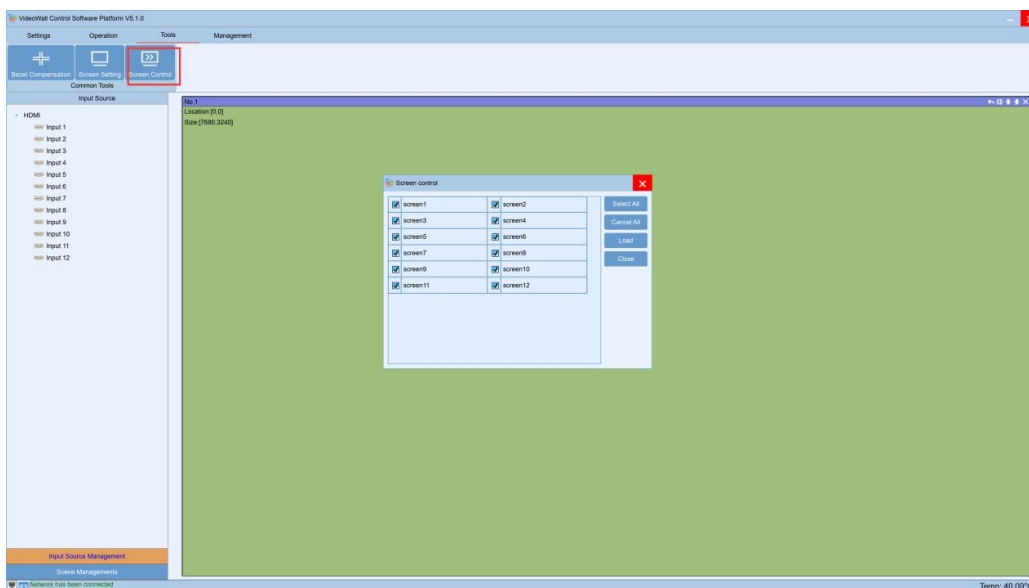 VideoWall Control Software Platform V5.1.0
Settings Operation Tools Management
Bezel Compensation Screen Setting Screen Control
Common Tools
Input Source
HDMI
Input 1
Input 2
Input 3
Input 4
Input 5
Input 6
Input 7
Input 8
Input 9
Input 10
Input 11
Input 12
Input Source Management
Scene Managements
No.1
Location:[0,0]
Size:[7680,3240]
Screen control
screen1 screen2
screen3 screen4
screen5 screen6
screen7 screen8
screen9 screen10
screen11 screen12
Select All
Cancel All
Load
Close
Network has been connected
Temp: 40.09°